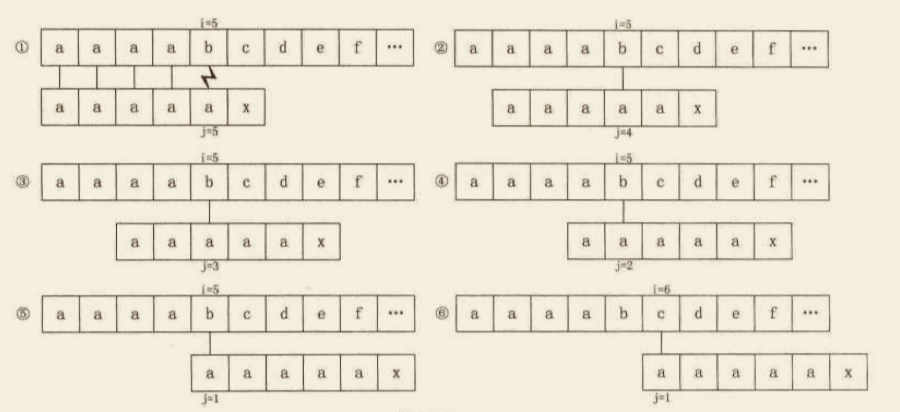 i=5
① a a a a b c d e f ...
a a a a a x
j=5
i=5
② a a a a b c d e f ...
a a a a a x
j=4
i=5
③ a a a a b c d e f ...
a a a a a x
j=3
i=5
④ a a a a b c d e f ...
a a a a a x
j=2
i=5
⑤ a a a a b c d e f ...
a a a a a x
j=1
i=6
⑥ a a a a b c d e f ...
a a a a a x
j=1